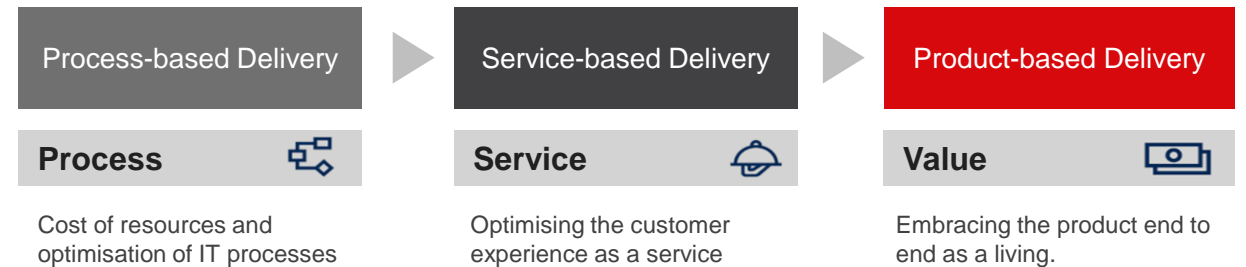 Process-based Delivery
Service-based Delivery
Product-based Delivery
Process
Service
Value
Cost of resources and
optimisation of IT processes
Optimising the customer
experience as a service
Embracing the product end to
end as a living.